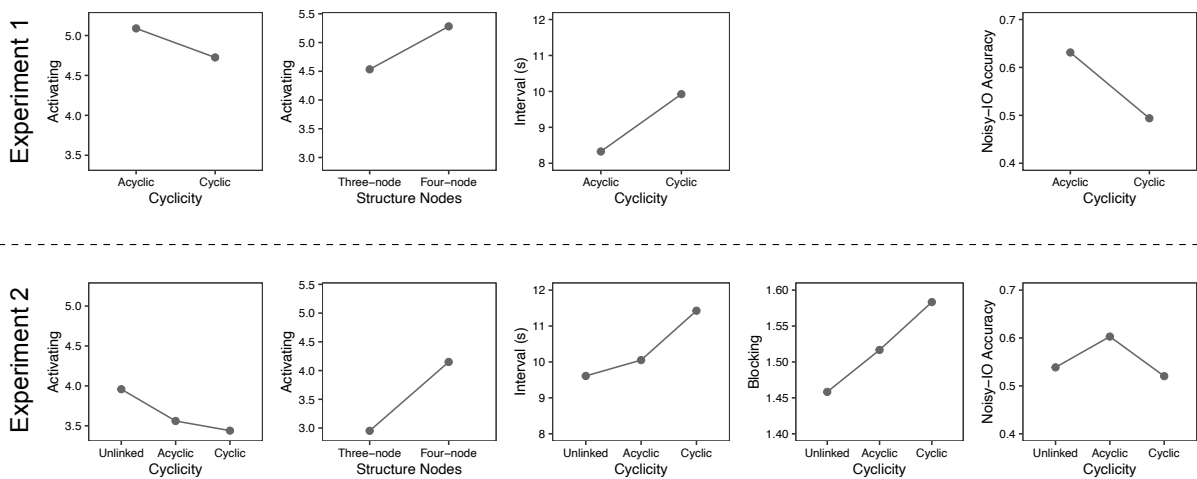 Experiment 1
Activating
5.0
4.5
4.0
3.5
Acyclic Cyclic
Cyclicity
Activating
5.5
5.0
4.5
4.0
3.5
3.0
Three−node Four−node
Structure Nodes
Interval (s)
12
11
10
9
8
Acyclic Cyclic
Cyclicity
Noisy−IO Accuracy
0.7
0.6
0.5
0.4
Acyclic Cyclic
Cyclicity
Experiment 2
Activating
5.0
4.5
4.0
3.5
Unlinked Acyclic Cyclic
Cyclicity
Activating
5.5
5.0
4.5
4.0
3.5
3.0
Three−node Four−node
Structure Nodes
Interval (s)
12
11
10
9
8
Unlinked Acyclic Cyclic
Cyclicity
Blocking
1.60
1.55
1.50
1.45
1.40
Unlinked Acyclic Cyclic
Cyclicity
Noisy−IO Accuracy
0.7
0.6
0.5
0.4
Unlinked Acyclic Cyclic
Cyclicity